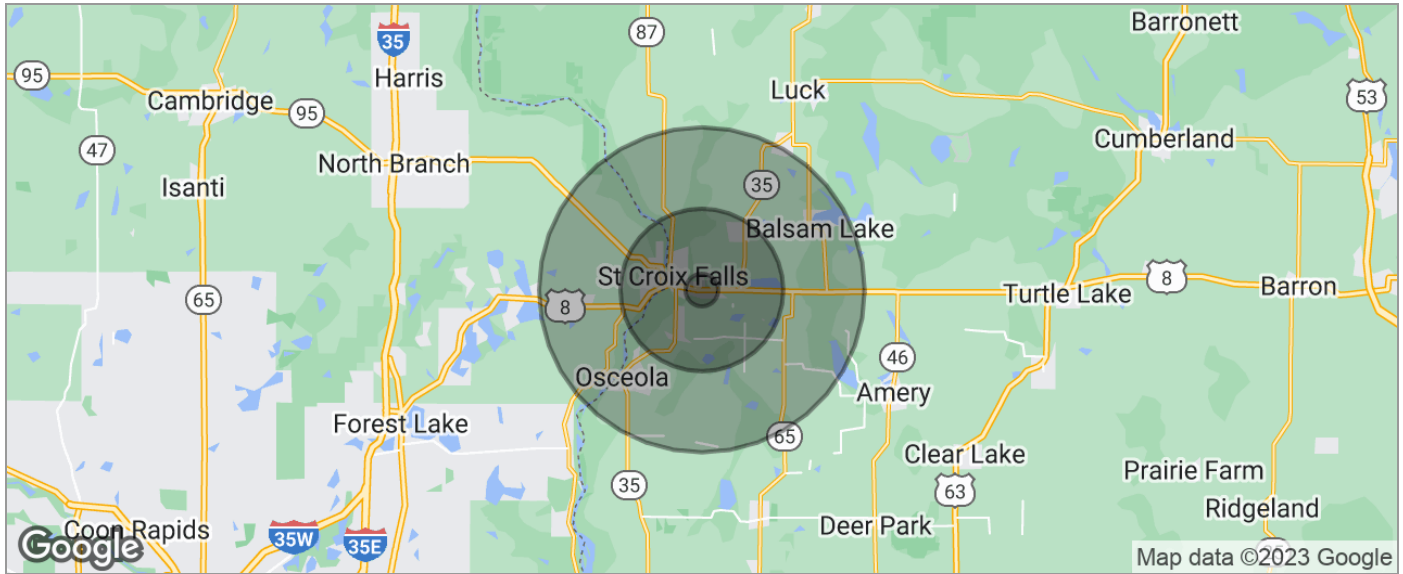 Barronett
87
35
53
Harris
95
Luck
Cambridge
95
Cumberland
47
North Branch
Isanti
35
Balsam Lake
St Croix Falls
8
Barron
Turtle Lake
65
8
46
Osceola
Amery
Forest Lake
65
Clear Lake
Prairie Farm
35
63
Ridgeland
Deer Park
Coon Rapids
35W
35E
Google
Map data ©2023 Google